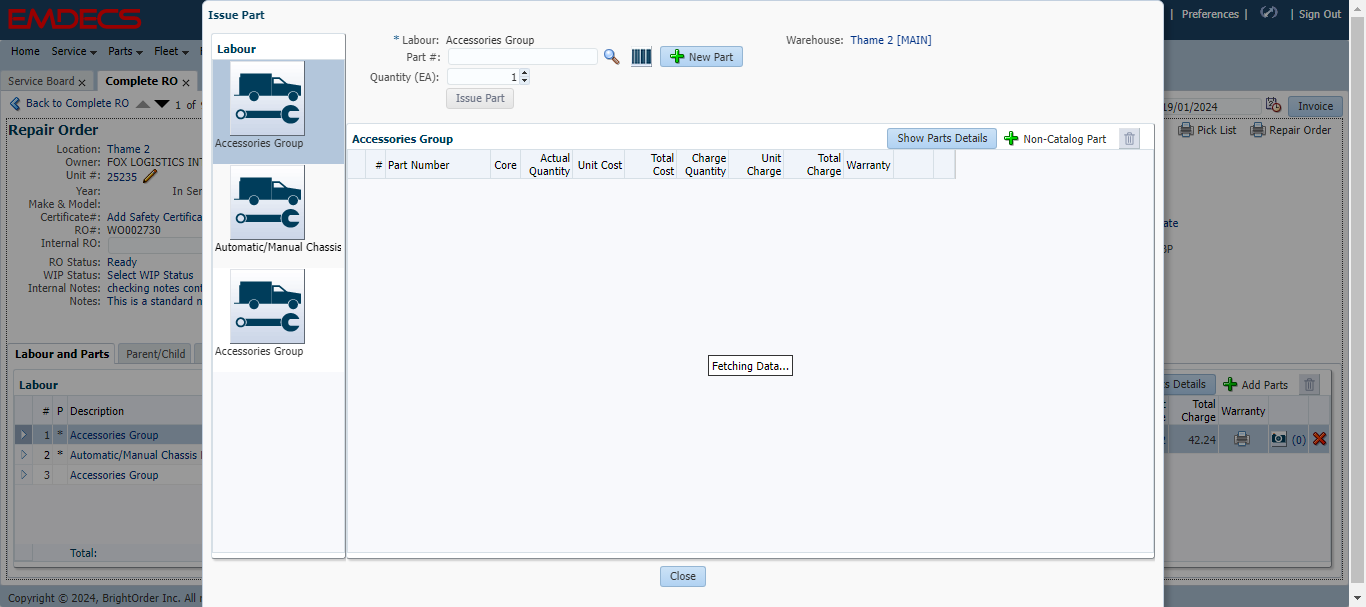 EMDECS
Issue Part
| Preferences | | Sign Out
Home Service Parts Fleet
Labour
* Labour: Accessories Group
Warehouse: Thame 2 [MAIN]
Part #:
New Part
Quantity (EA): 1
Issue Part
Service Board x Complete RO x
Back to Complete RO 1 of
19/01/2024 Invoice
Pick List Repair Order
Repair Order
Location: Thame 2
Owner: FOX LOGISTICS INT
Unit #: 25235
Year: In Ser
Make & Model:
Certificate#: Add Safety Certifica
RO#: WO002730
Internal RO:
RO Status: Ready
WIP Status: Select WIP Status
Internal Notes: checking notes cont
Notes: This is a standard n
Accessories Group
Automatic/Manual Chassis
Accessories Group
Accessories Group
Show Parts Details Non-Catalog Part
# Part Number Core Actual Quantity Unit Cost Total Cost Charge Quantity Unit Charge Total Charge Warranty
Fetching Data...
ate
BP
Labour and Parts Parent/Child
Labour
# P Description
1 * Accessories Group
2 * Automatic/Manual Chassis
3 Accessories Group
Total:
s Details Add Parts
Total Charge Warranty
42.24 (0)
Close
Copyright © 2024, BrightOrder Inc. All